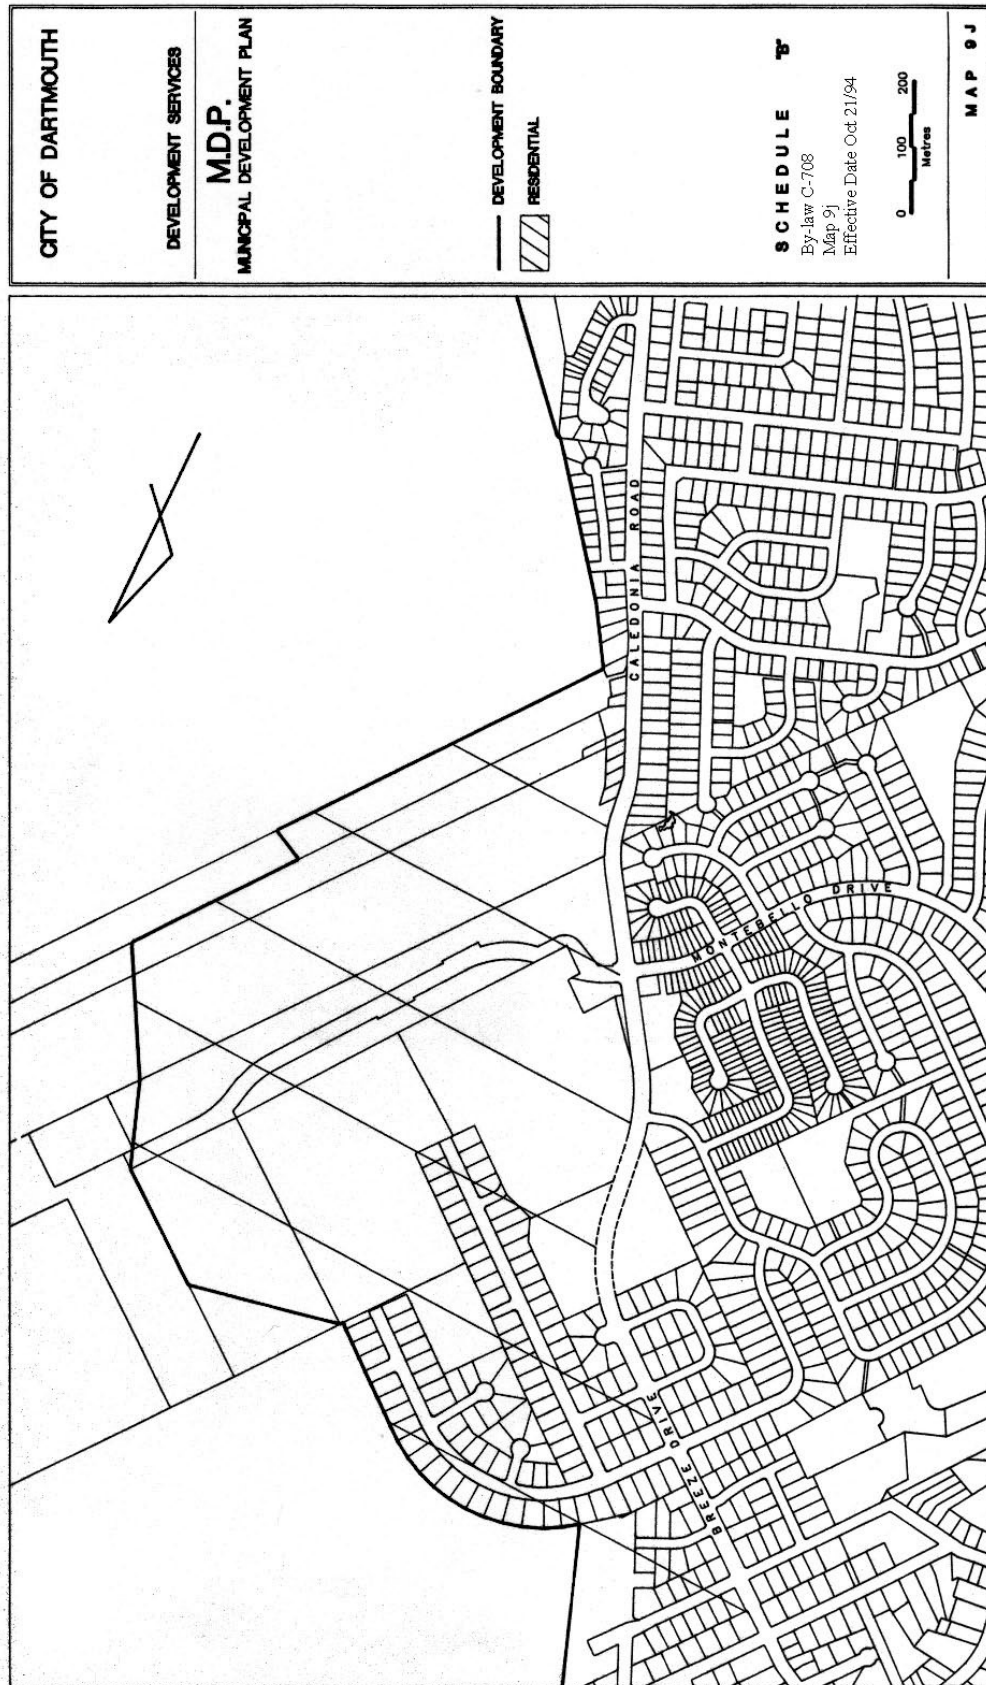 CITY OF DARTMOUTH
DEVELOPMENT SERVICES
M.D.P.
MUNICIPAL DEVELOPMENT PLAN
DEVELOPMENT BOUNDARY
RESIDENTIAL
SCHEDULE "B"
By-law C-708
Map 9j
Effective Date Oct 21/94
0 100 200
Metres
MAP 9J
CALEDONIA ROAD
MONTEBELLO DRIVE
BREEZE DRIVE